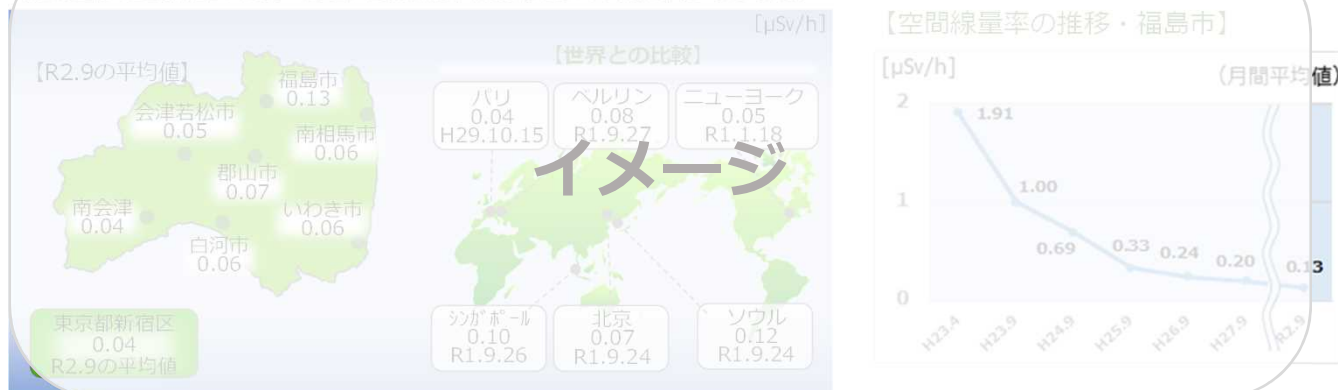 [μSv/h]
【世界との比較】
【R2.9の平均値】
福島市
0.13
会津若松市
0.05
南相馬市
0.06
郡山市
0.07
南会津
0.04
いわき市
0.06
白河市
0.06
東京都新宿区
0.04
R2.9の平均値
パリ
0.04
H29.10.15
ベルリン
0.08
R1.9.27
ニューヨーク
0.05
R1.1.18
イメージ
シンガポール
0.10
R1.9.26
北京
0.07
R1.9.24
ソウル
0.12
R1.9.24
【空間線量率の推移・福島市】
[μSv/h]
（月間平均値）
2
1.91
1
1.00
0.69
0.33
0.24
0.20
0.13
0
H23.4
H23.9
H24.9
H25.9
H26.9
H27.9
R2.9